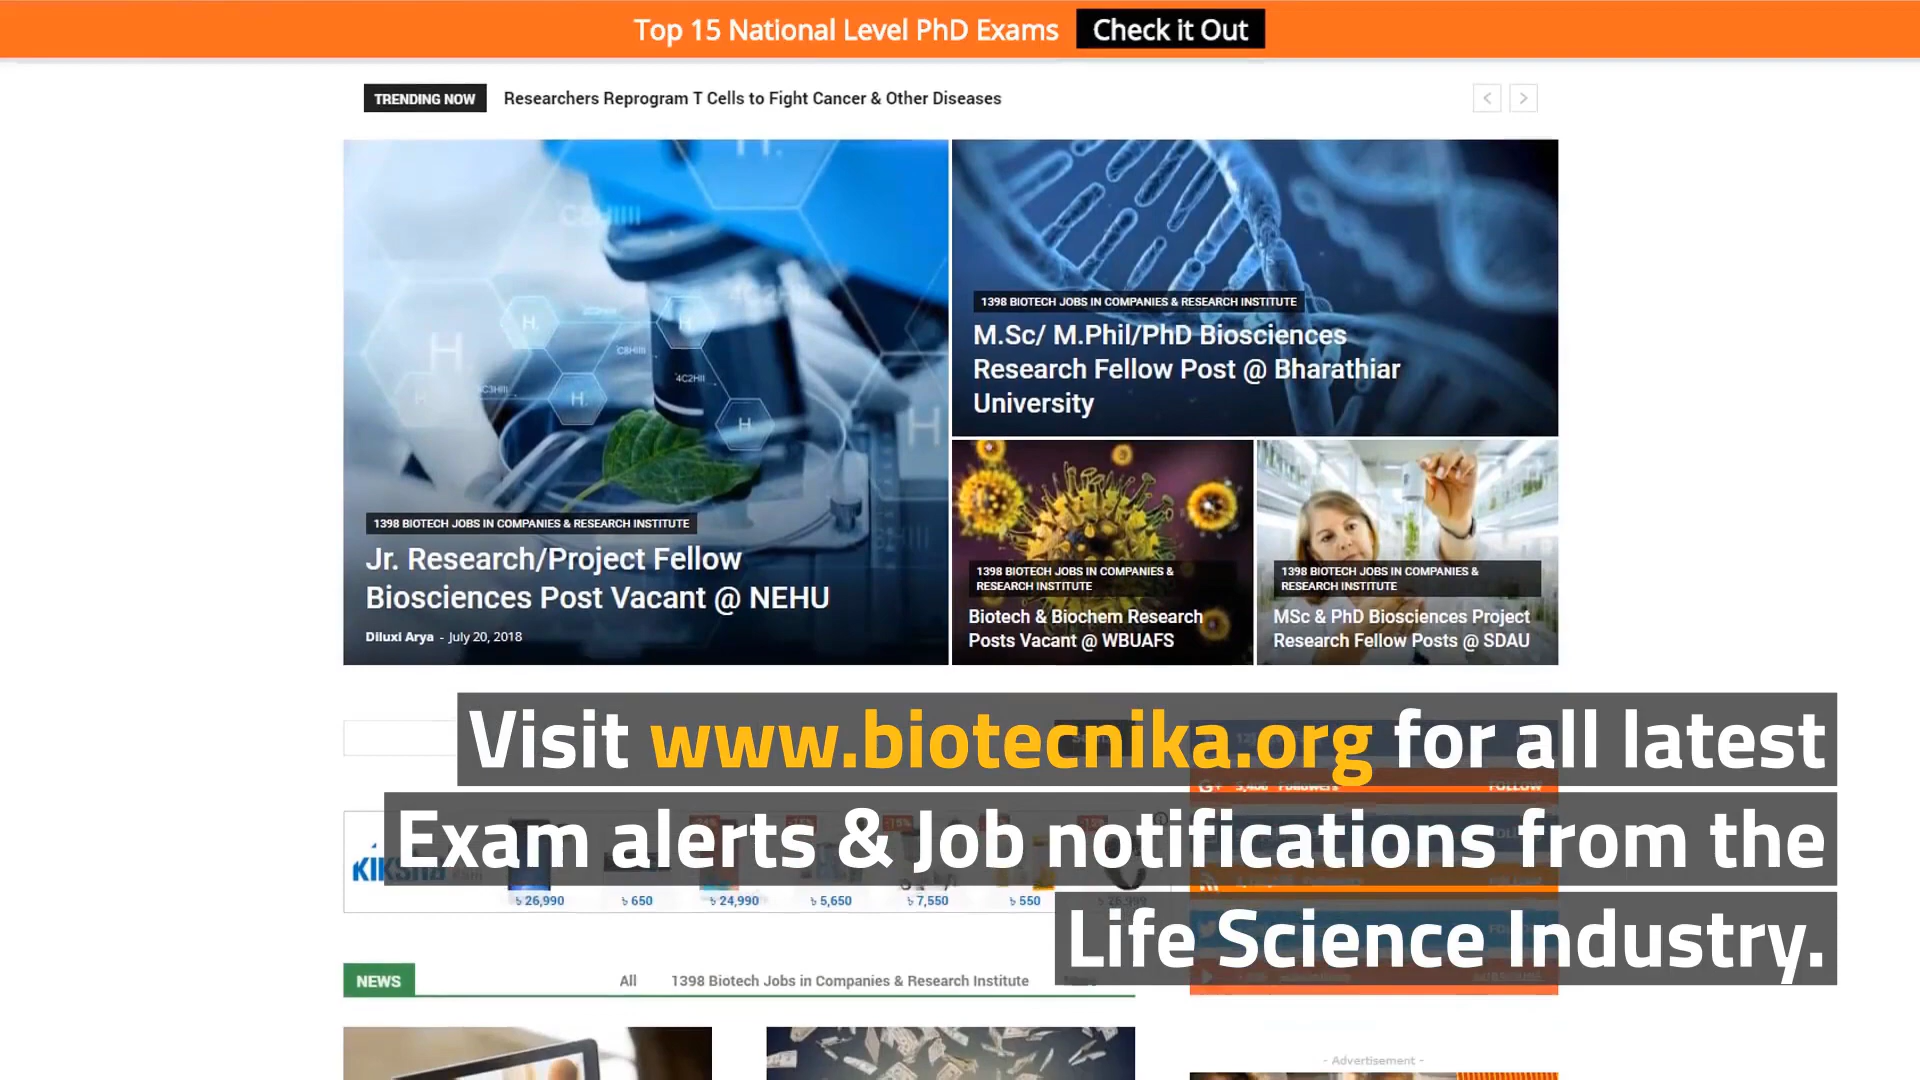 Top 15 National Level PhD Exams Check it Out
TRENDING NOW Researchers Reprogram T Cells to Fight Cancer & Other Diseases
1398 BIOTECH JOBS IN COMPANIES & RESEARCH INSTITUTE
Jr. Research/Project Fellow
Biosciences Post Vacant @ NEHU
Diluxi Arya - July 20, 2018
1398 BIOTECH JOBS IN COMPANIES & RESEARCH INSTITUTE
M.Sc/ M.Phil/PhD Biosciences
Research Fellow Post @ Bharathiar
University
1398 BIOTECH JOBS IN COMPANIES &
RESEARCH INSTITUTE
Biotech & Biochem Research
Posts Vacant @ WBUAFS
1398 BIOTECH JOBS IN COMPANIES &
RESEARCH INSTITUTE
MSc & PhD Biosciences Project
Research Fellow Posts @ SDAU
Visit www.biotecnika.org for all latest
Exam alerts & Job notifications from the
Life Science Industry.
৳ 26,990 ৳ 650 ৳ 24,990 ৳ 5,650 ৳ 7,550 ৳ 550
NEWS All 1398 Biotech Jobs in Companies & Research Institute
- Advertisement -